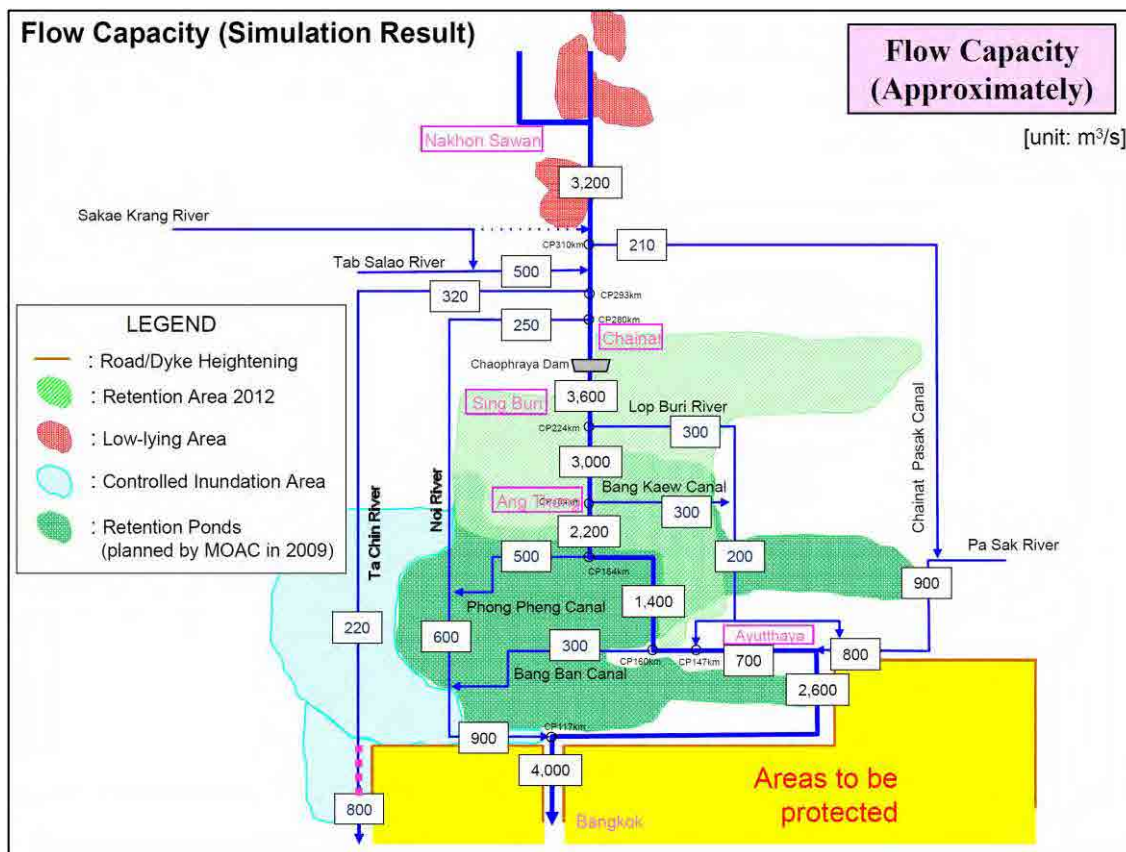 Flow Capacity (Simulation Result)
Flow Capacity
(Approximately)
[unit: m³/s]
Nakhon Sawan
3,200
Sakae Krang River
CP310km
210
Tab Salao River
500
320
CP293km
250
CP280km
Chainat
Chaophraya Dam
LEGEND
: Road/Dyke Heightening
: Retention Area 2012
: Low-lying Area
: Controlled Inundation Area
: Retention Ponds
(planned by MOAC in 2009)
3,600
Sing Buri
Lop Buri River
CP224km
300
3,000
Bang Kaew Canal
Ang Thong
300
2,200
Ta Chin River
Noi River
Chainat Pasak Canal
Pa Sak River
500
CP164km
200
900
1,400
Phong Pheng Canal
220
600
300
Ayutthaya
CP160km
CP147km
700
800
Bang Ban Canal
2,600
900
CP117km
4,000
Areas to be
protected
800
Bangkok